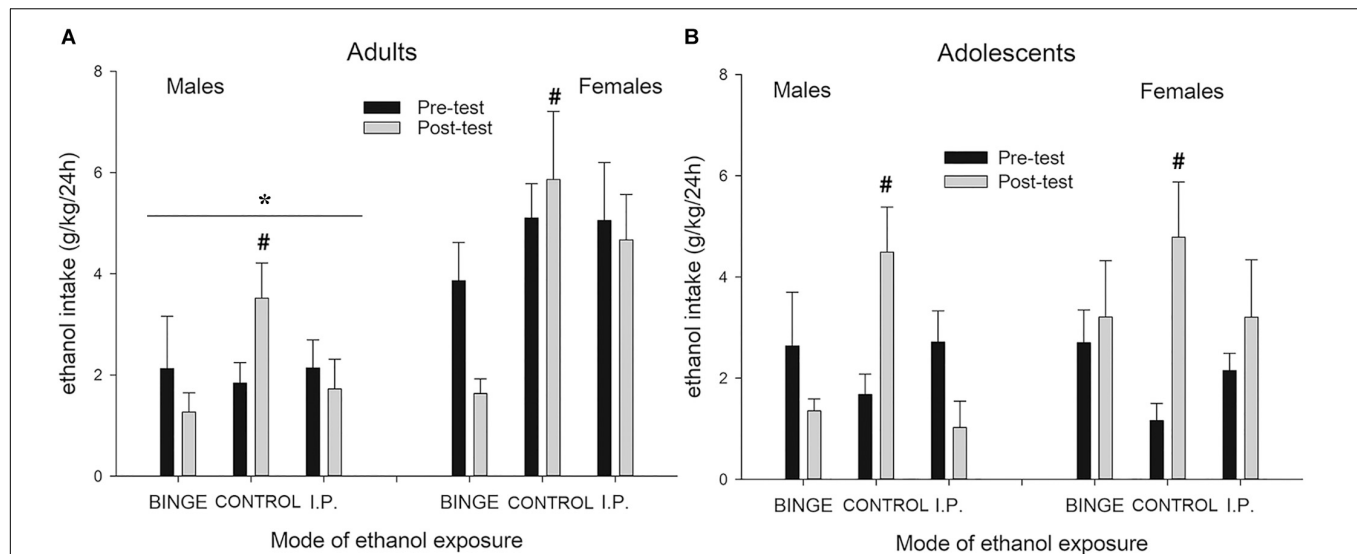 A
Adults
Males
Females
Pre-test
Post-test
#
*
#
ethanol intake (g/kg/24h)
8
6
4
2
0
BINGE CONTROL I.P.
BINGE CONTROL I.P.
Mode of ethanol exposure
B
Adolescents
Males
Females
Pre-test
Post-test
#
#
ethanol intake (g/kg/24h)
8
6
4
2
0
BINGE CONTROL I.P.
BINGE CONTROL I.P.
Mode of ethanol exposure